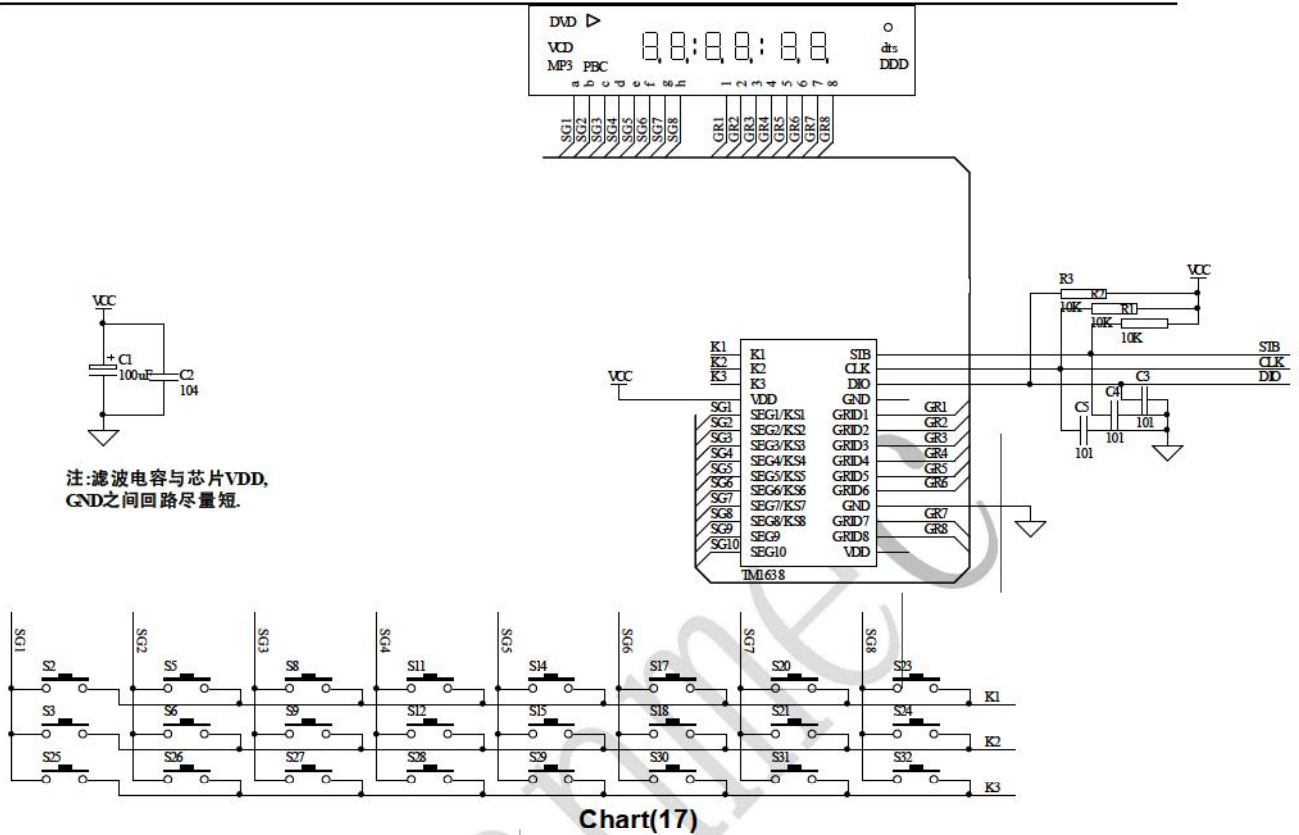 DVD
VCD
MP3 PBC
dts
DDD
a b c d e f g h 1 2 3 4 5 6 7 8
SG1 SG2 SG3 SG4 SG5 SG6 SG7 SG8 GR1 GR2 GR3 GR4 GR5 GR6 GR7 GR8
VCC
C1
100uF
C2
104
注:滤波电容与芯片VDD,
GND之间回路尽量短.
VCC
R3
10K
R2
10K
R1
10K
VCC
K1 K1 STB STB
K2 K2 CLK CLK
K3 K3 DIO DIO
VDD GND
SG1 SEG1/KS1 GRID1 GR1
SG2 SEG2/KS2 GRID2 GR2
SG3 SEG3/KS3 GRID3 GR3
SG4 SEG4/KS4 GRID4 GR4
SG5 SEG5/KS5 GRID5 GR5
SG6 SEG6/KS6 GRID6 GR6
SG7 SEG7/KS7 GND
SG8 SEG8/KS8 GRID7 GR7
SG9 SEG9 GRID8 GR8
SG10 SEG10 VDD
TM1638
C5
101
C4
101
C3
101
SG1 SG2 SG3 SG4 SG5 SG6 SG7 SG8
S2 S5 S8 S11 S14 S17 S20 S23 K1
S3 S6 S9 S12 S15 S18 S21 S24 K2
S25 S26 S27 S28 S29 S30 S31 S32 K3
Chart(17)